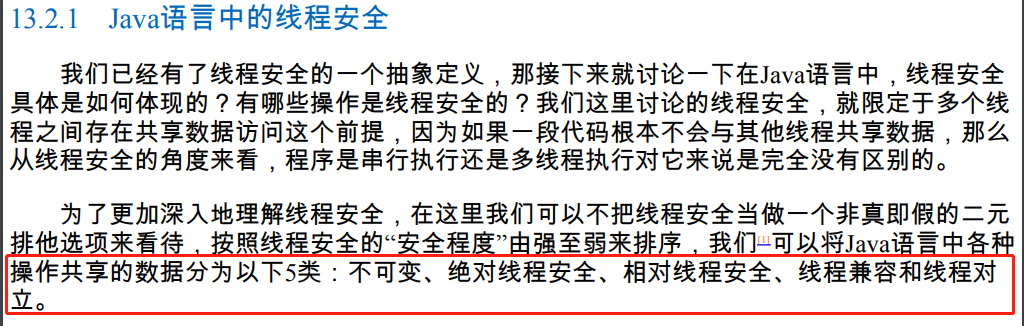 13.2.1 Java语言中的线程安全
我们已经有了线程安全的一个抽象定义，那接下来就讨论一下在Java语言中，线程安全
具体是如何体现的？有哪些操作是线程安全的？我们这里讨论的线程安全，就限定于多个线
程之间存在共享数据访问这个前提，因为如果一段代码根本不会与其他线程共享数据，那么
从线程安全的角度来看，程序是串行执行还是多线程执行对它来说是完全没有区别的。
为了更加深入地理解线程安全，在这里我们可以不把线程安全当做一个非真即假的二元
排他选项来看待，按照线程安全的“安全程度”由强至弱来排序，我们[1]可以将Java语言中各种
操作共享的数据分为以下5类：不可变、绝对线程安全、相对线程安全、线程兼容和线程对
立。